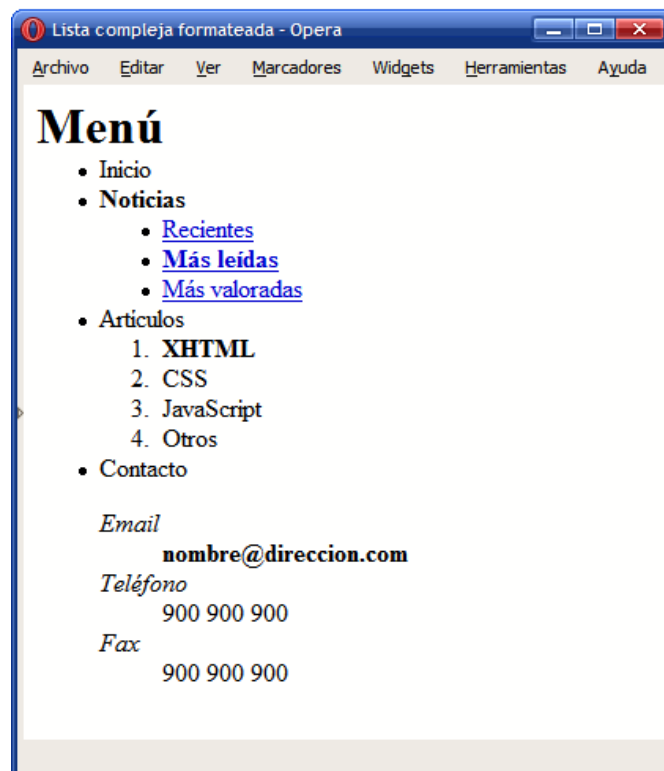 Lista compleja formateada - Opera
Archivo Editar Ver Marcadores Widgets Herramientas Ayuda
Menú
Inicio
Noticias
Recientes
Más leídas
Más valoradas
Artículos
1. XHTML
2. CSS
3. JavaScript
4. Otros
Contacto
Email
nombre@direccion.com
Teléfono
900 900 900
Fax
900 900 900